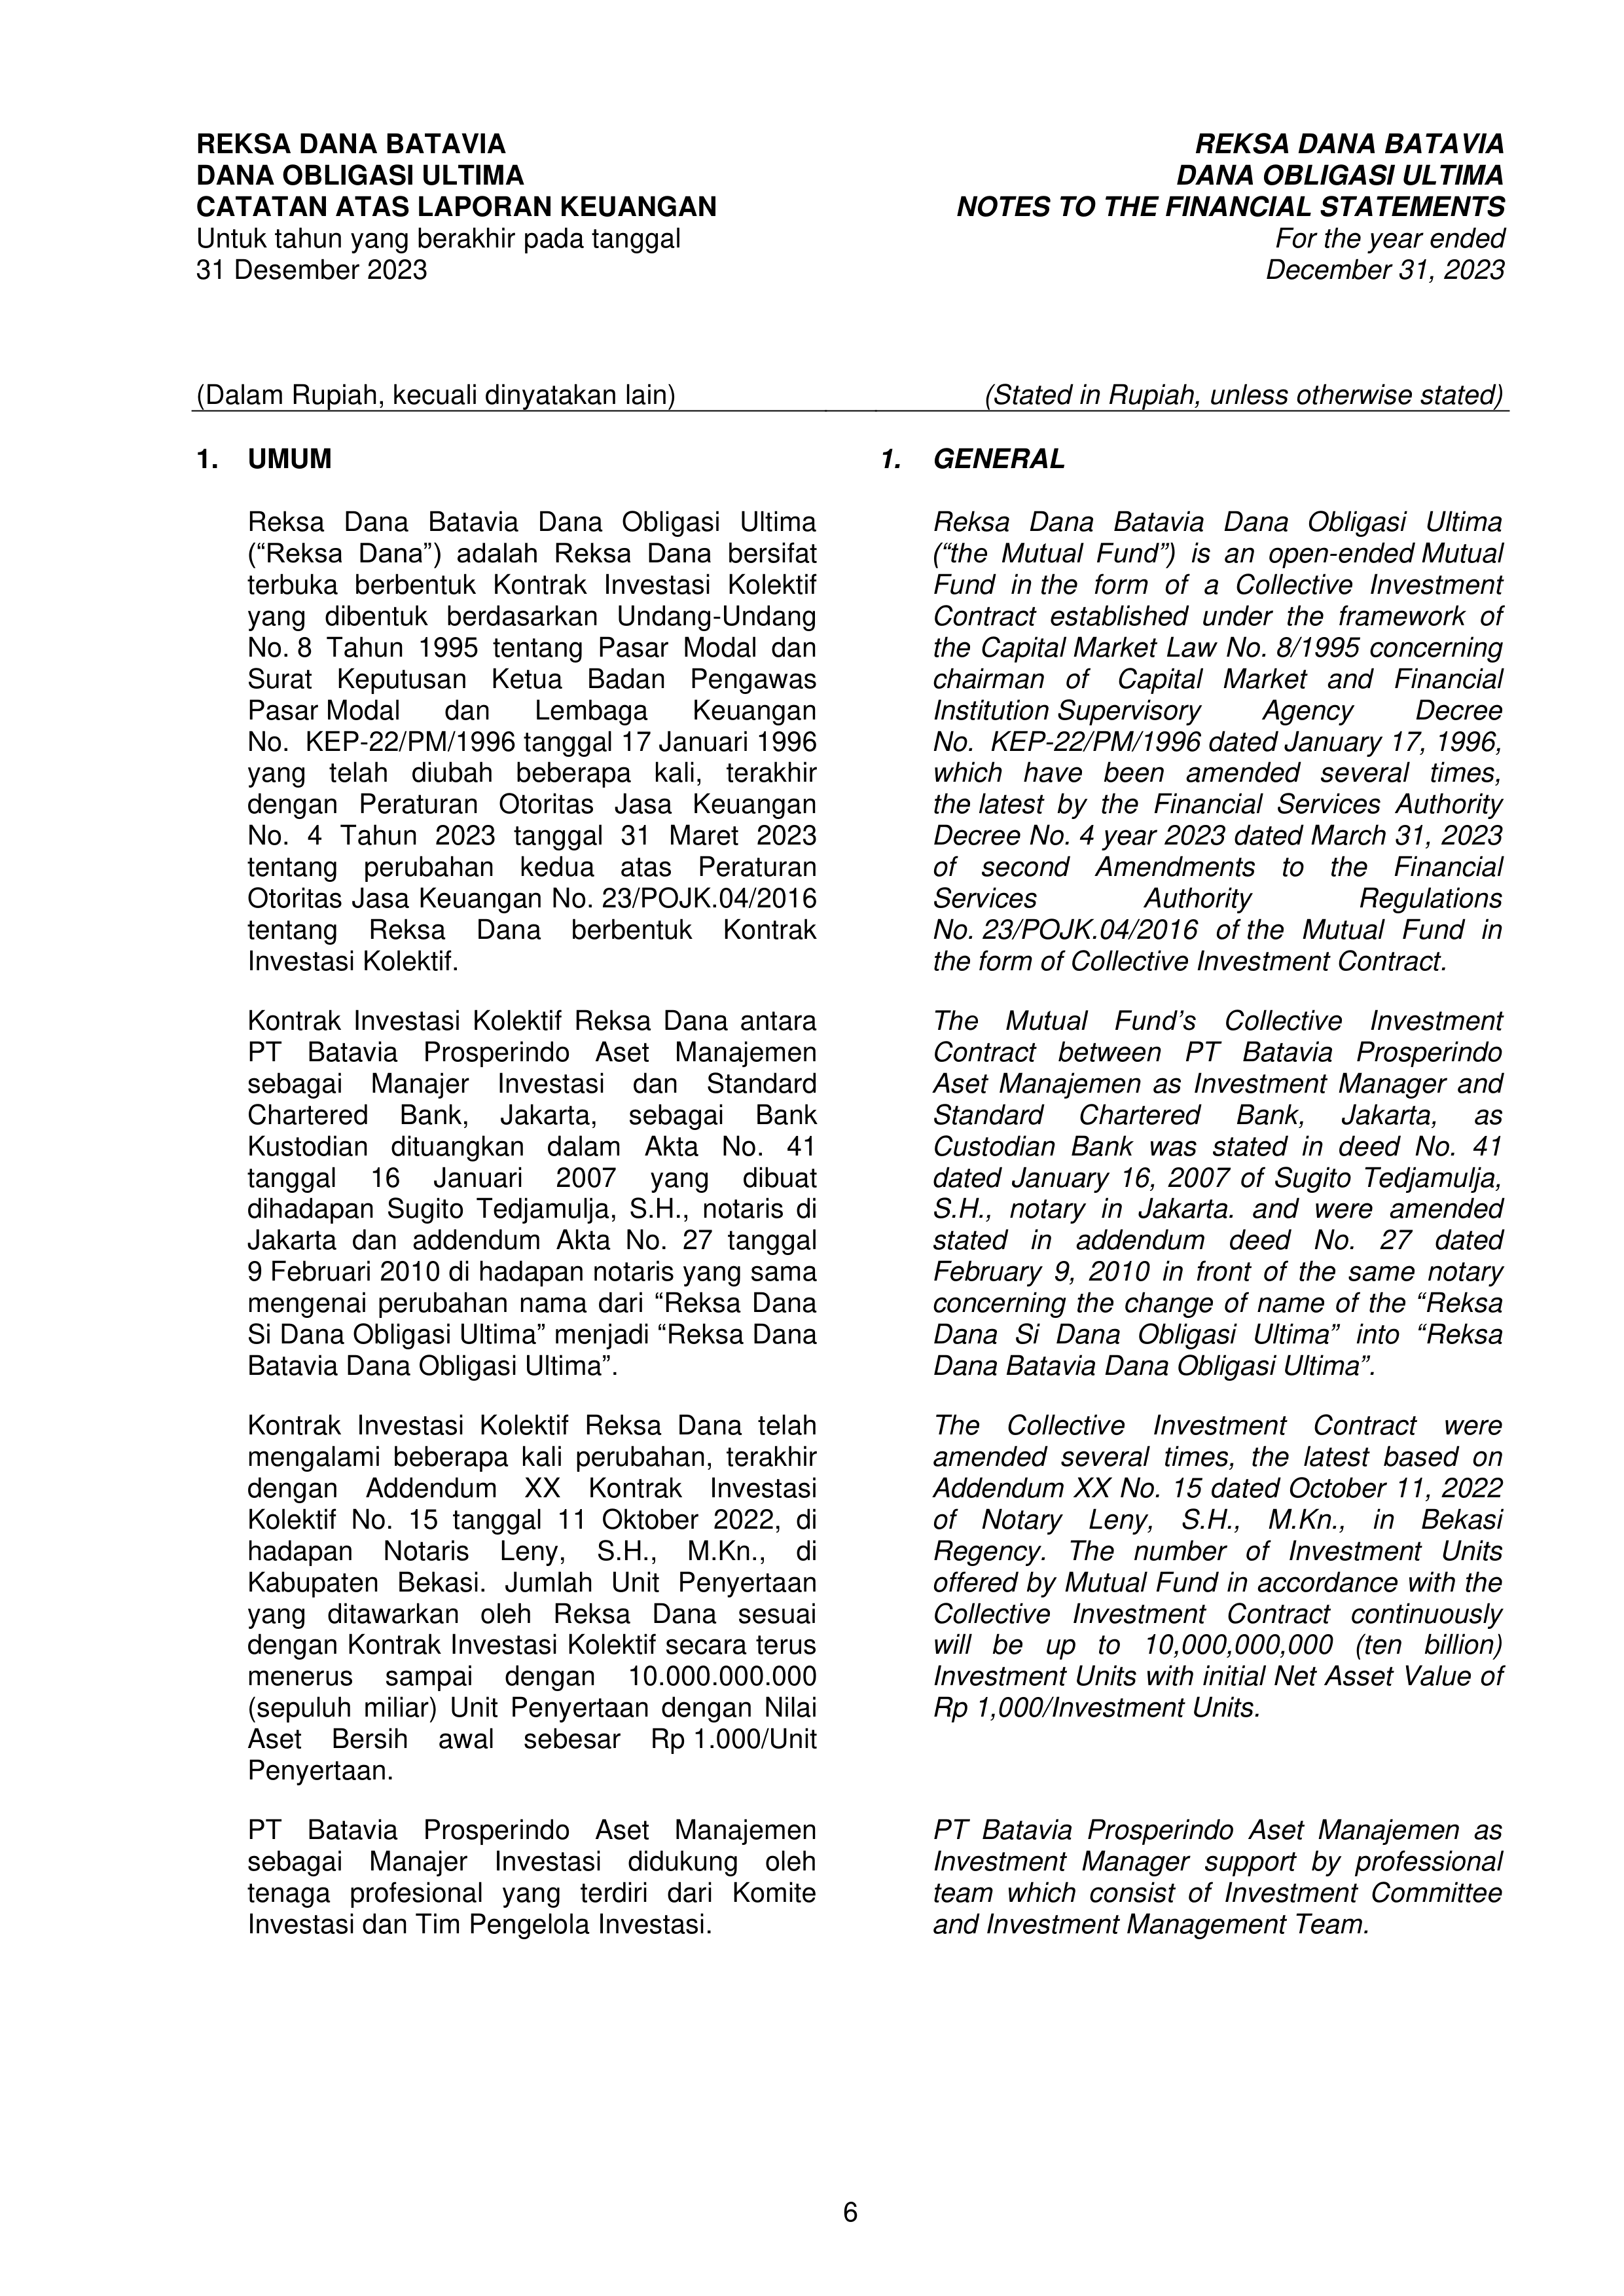 REKSA DANA BATAVIA
DANA OBLIGASI ULTIMA
CATATAN ATAS LAPORAN KEUANGAN
Untuk tahun yang berakhir pada tanggal
31 Desember 2023
REKSA DANA BATAVIA
DANA OBLIGASI ULTIMA
NOTES TO THE FINANCIAL STATEMENTS
For the year ended
December 31, 2023
(Dalam Rupiah, kecuali dinyatakan lain)
(Stated in Rupiah, unless otherwise stated)
1. UMUM
Reksa Dana Batavia Dana Obligasi Ultima
(“Reksa Dana”) adalah Reksa Dana bersifat
terbuka berbentuk Kontrak Investasi Kolektif
yang dibentuk berdasarkan Undang-Undang
No. 8 Tahun 1995 tentang Pasar Modal dan
Surat Keputusan Ketua Badan Pengawas
Pasar Modal dan Lembaga Keuangan
No. KEP-22/PM/1996 tanggal 17 Januari 1996
yang telah diubah beberapa kali, terakhir
dengan Peraturan Otoritas Jasa Keuangan
No. 4 Tahun 2023 tanggal 31 Maret 2023
tentang perubahan kedua atas Peraturan
Otoritas Jasa Keuangan No. 23/POJK.04/2016
tentang Reksa Dana berbentuk Kontrak
Investasi Kolektif.
Kontrak Investasi Kolektif Reksa Dana antara
PT Batavia Prosperindo Aset Manajemen
sebagai Manajer Investasi dan Standard
Chartered Bank, Jakarta, sebagai Bank
Kustodian dituangkan dalam Akta No. 41
tanggal 16 Januari 2007 yang dibuat
dihadapan Sugito Tedjamulja, S.H., notaris di
Jakarta dan addendum Akta No. 27 tanggal
9 Februari 2010 di hadapan notaris yang sama
mengenai perubahan nama dari “Reksa Dana
Si Dana Obligasi Ultima” menjadi “Reksa Dana
Batavia Dana Obligasi Ultima”.
Kontrak Investasi Kolektif Reksa Dana telah
mengalami beberapa kali perubahan, terakhir
dengan Addendum XX Kontrak Investasi
Kolektif No. 15 tanggal 11 Oktober 2022, di
hadapan Notaris Leny, S.H., M.Kn., di
Kabupaten Bekasi. Jumlah Unit Penyertaan
yang ditawarkan oleh Reksa Dana sesuai
dengan Kontrak Investasi Kolektif secara terus
menerus sampai dengan 10.000.000.000
(sepuluh miliar) Unit Penyertaan dengan Nilai
Aset Bersih awal sebesar Rp 1.000/Unit
Penyertaan.
PT Batavia Prosperindo Aset Manajemen
sebagai Manajer Investasi didukung oleh
tenaga profesional yang terdiri dari Komite
Investasi dan Tim Pengelola Investasi.
1. GENERAL
Reksa Dana Batavia Dana Obligasi Ultima
(“the Mutual Fund”) is an open-ended Mutual
Fund in the form of a Collective Investment
Contract established under the framework of
the Capital Market Law No. 8/1995 concerning
chairman of Capital Market and Financial
Institution Supervisory Agency Decree
No. KEP-22/PM/1996 dated January 17, 1996,
which have been amended several times,
the latest by the Financial Services Authority
Decree No. 4 year 2023 dated March 31, 2023
of second Amendments to the Financial
Services Authority Regulations
No. 23/POJK.04/2016 of the Mutual Fund in
the form of Collective Investment Contract.
The Mutual Fund’s Collective Investment
Contract between PT Batavia Prosperindo
Aset Manajemen as Investment Manager and
Standard Chartered Bank, Jakarta, as
Custodian Bank was stated in deed No. 41
dated January 16, 2007 of Sugito Tedjamulja,
S.H., notary in Jakarta. and were amended
stated in addendum deed No. 27 dated
February 9, 2010 in front of the same notary
concerning the change of name of the “Reksa
Dana Si Dana Obligasi Ultima” into “Reksa
Dana Batavia Dana Obligasi Ultima”.
The Collective Investment Contract were
amended several times, the latest based on
Addendum XX No. 15 dated October 11, 2022
of Notary Leny, S.H., M.Kn., in Bekasi
Regency. The number of Investment Units
offered by Mutual Fund in accordance with the
Collective Investment Contract continuously
will be up to 10,000,000,000 (ten billion)
Investment Units with initial Net Asset Value of
Rp 1,000/Investment Units.
PT Batavia Prosperindo Aset Manajemen as
Investment Manager support by professional
team which consist of Investment Committee
and Investment Management Team.
6